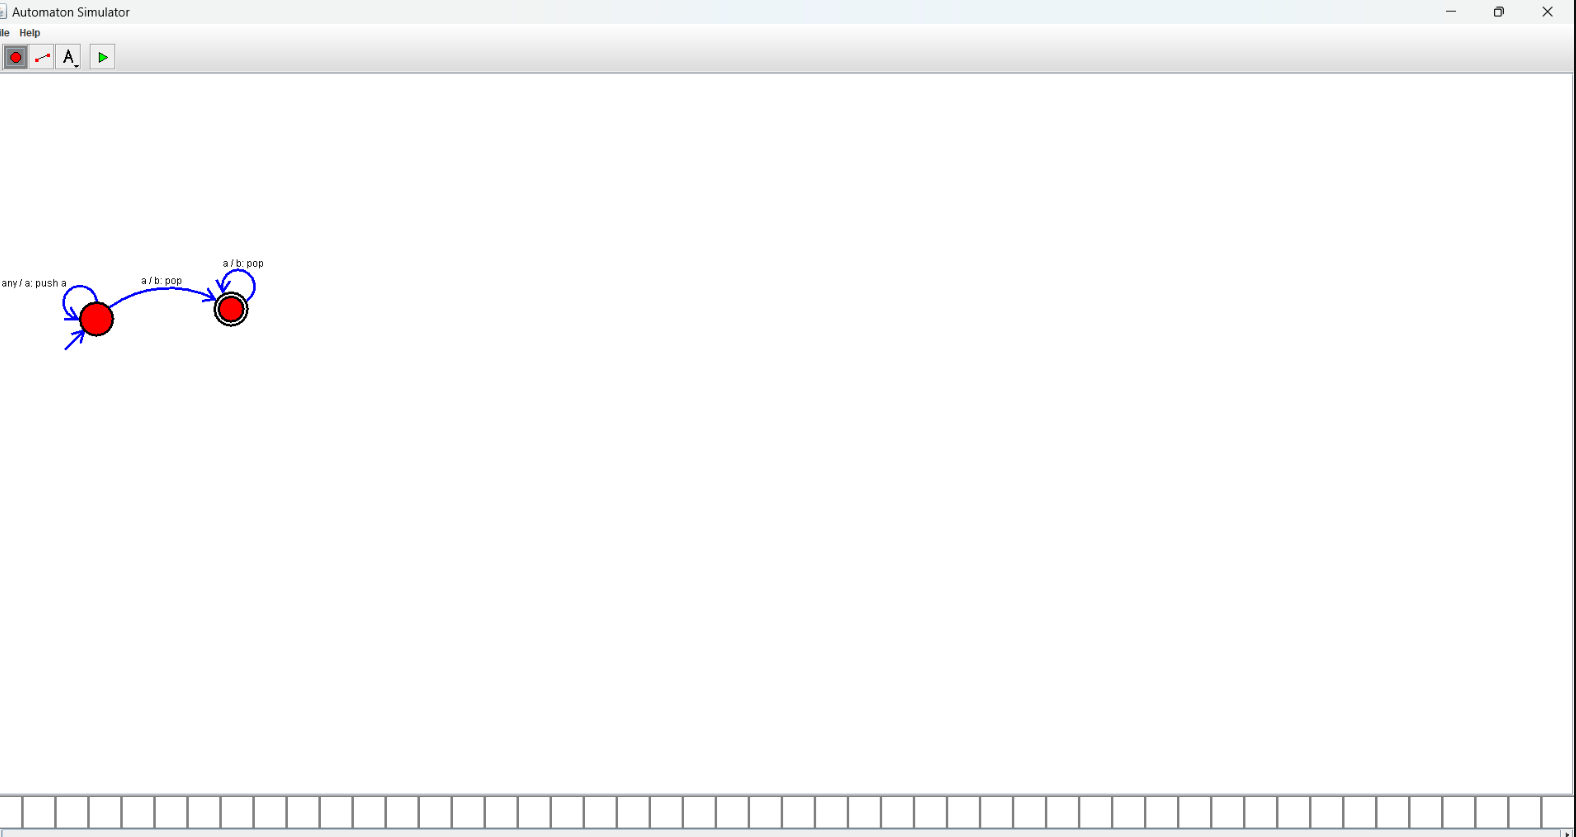 Automaton Simulator
ile Help
A
a / b: pop
any / a: push a
a / b: pop